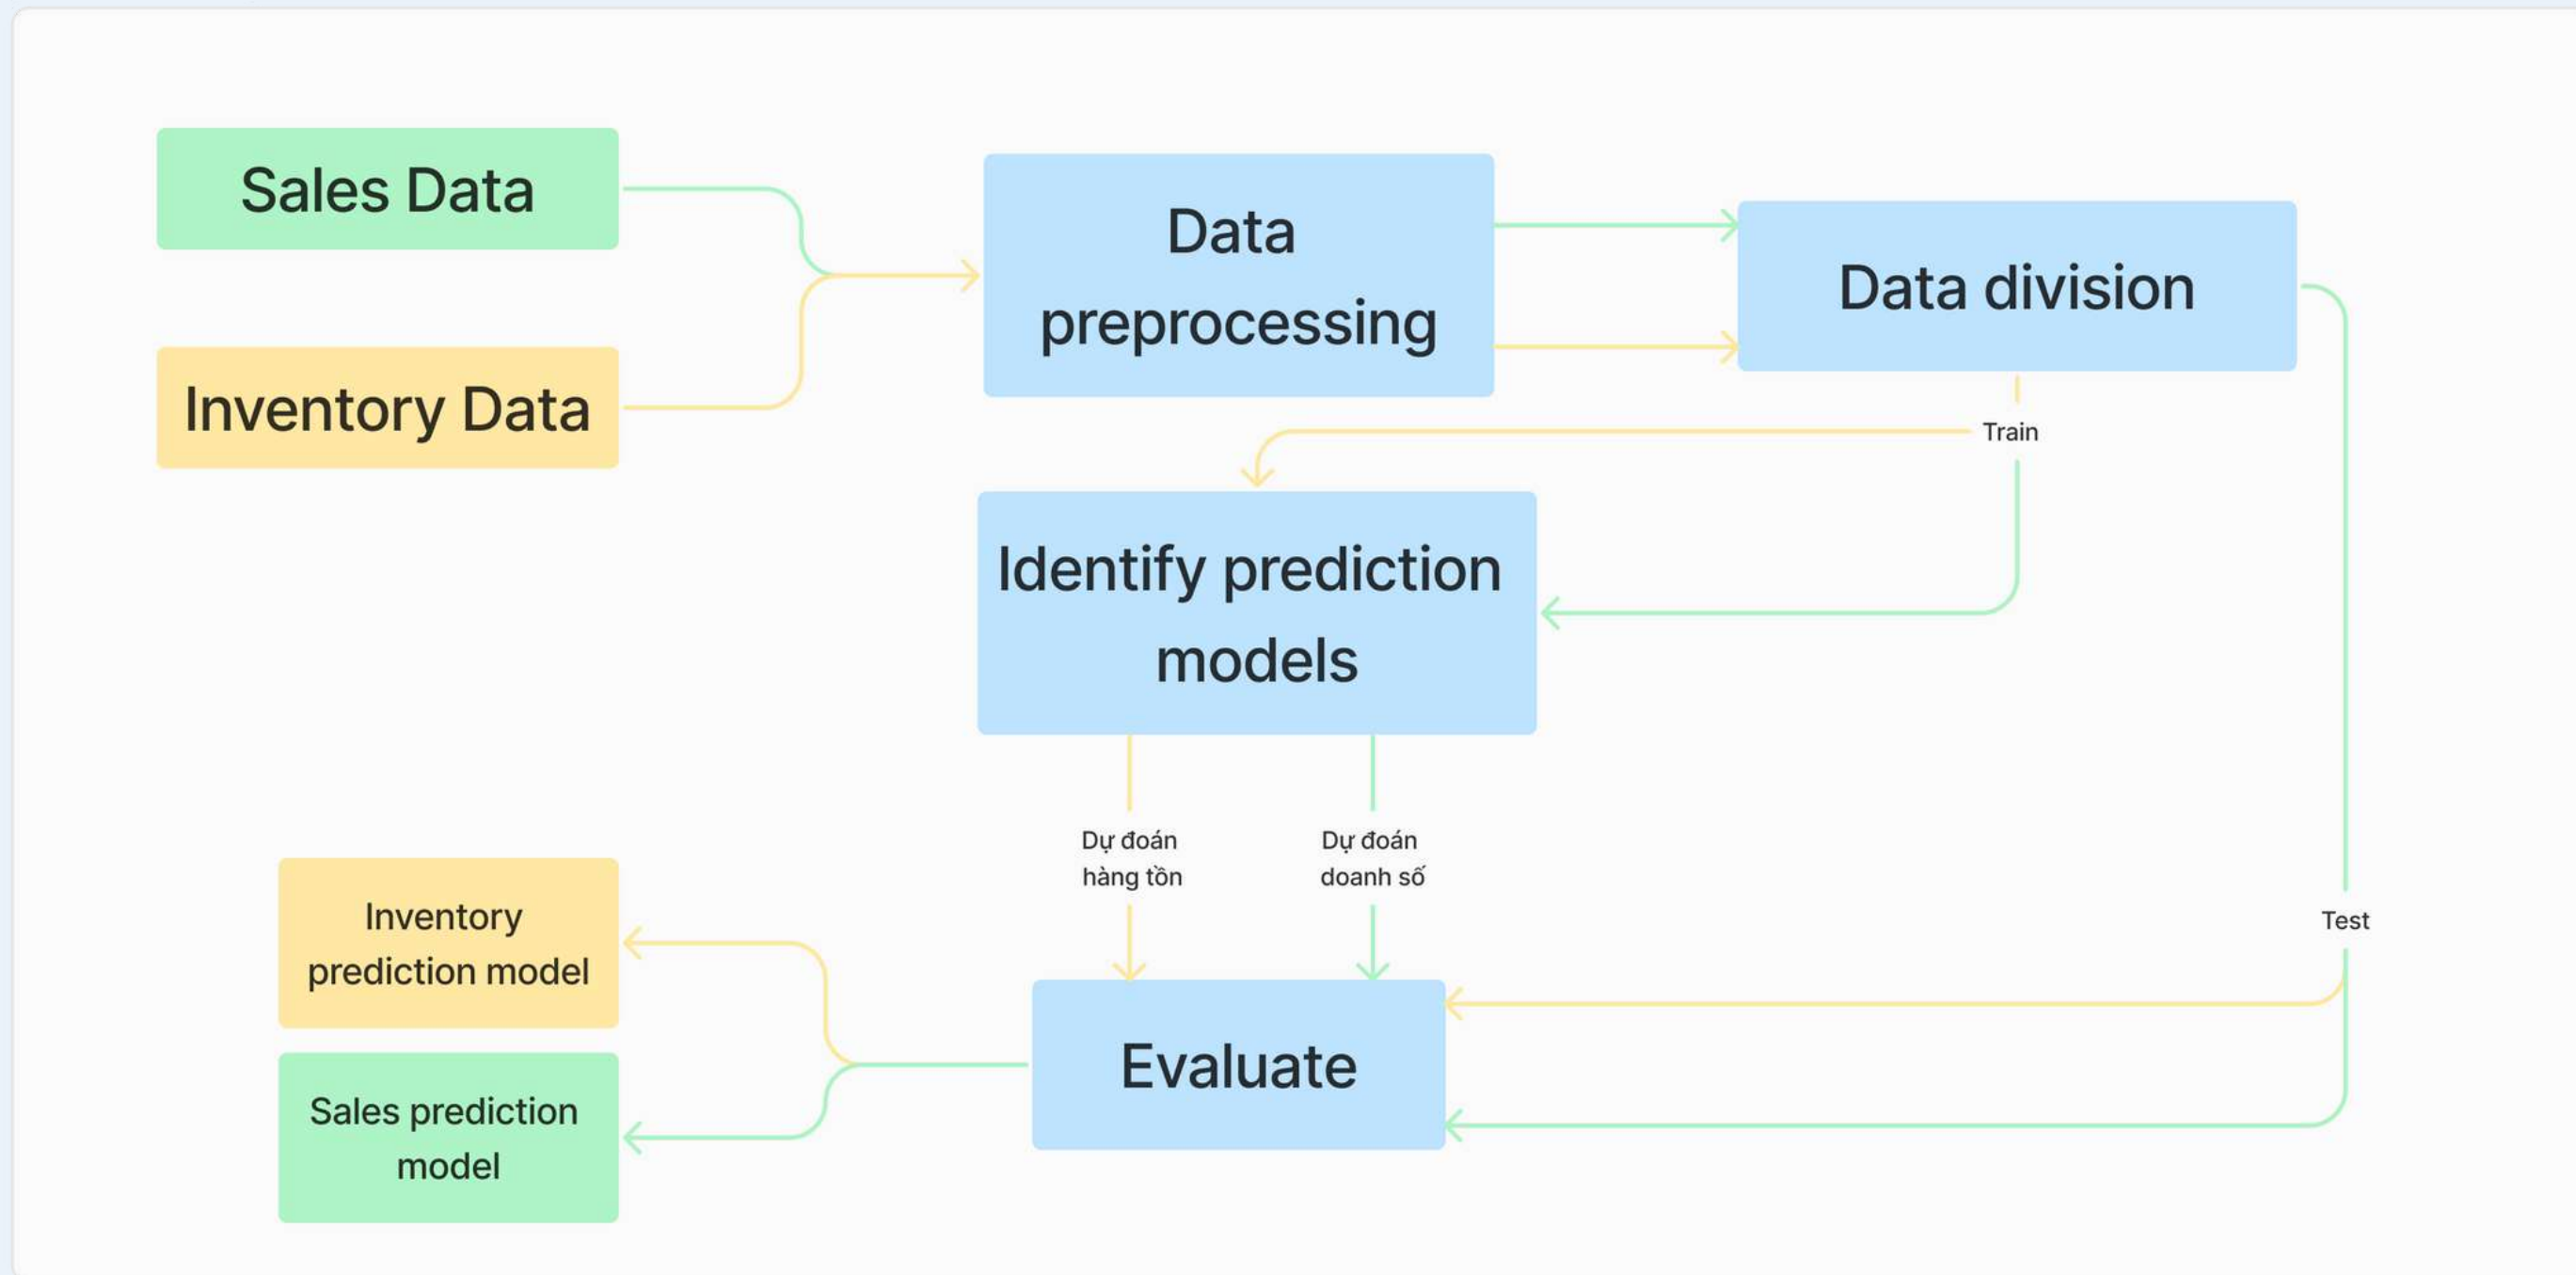 Sales Data
Inventory Data
Data
preprocessing
Data division
Train
Identify prediction
models
Dự đoán
hàng tồn
Dự đoán
doanh số
Test
Inventory
prediction model
Sales prediction
model
Evaluate